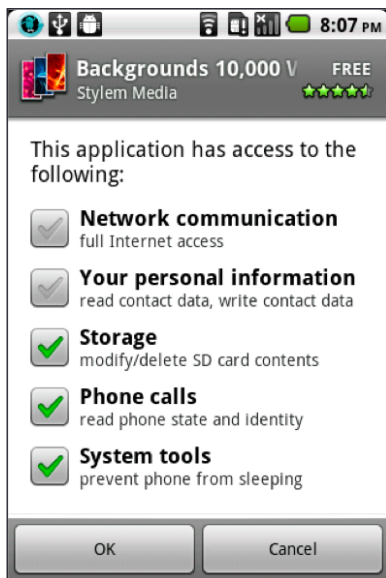 8:07 PM
Backgrounds 10,000 FREE
Stylem Media
This application has access to the
following:
Network communication
full Internet access
Your personal information
read contact data, write contact data
Storage
modify/delete SD card contents
Phone calls
read phone state and identity
System tools
prevent phone from sleeping
OK Cancel